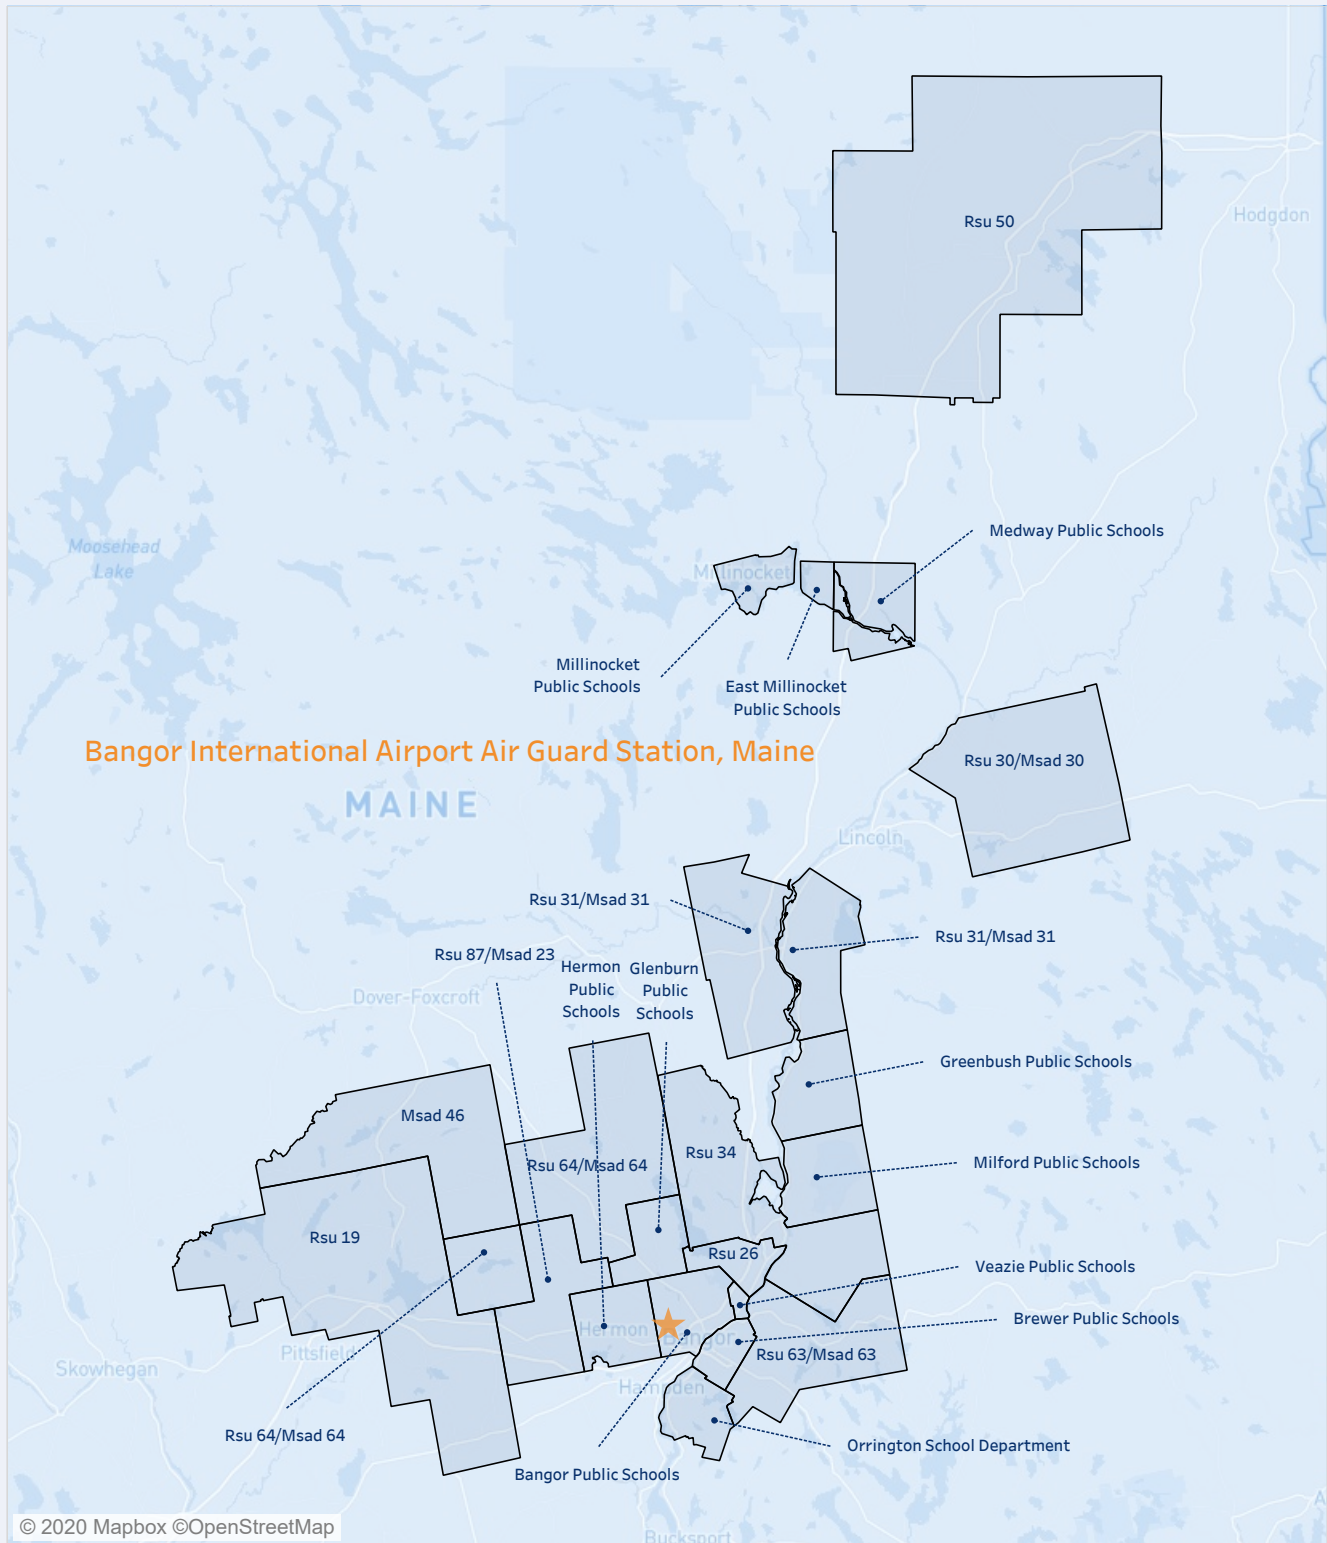 Hodgdon
Rsu 50
Medway Public Schools
Moosehead
Lake
Millinocket
Millinocket
Public Schools
East Millinocket
Public Schools
Bangor International Airport Air Guard Station, Maine
Rsu 30/Msad 30
MAINE
Lincoln
Rsu 31/Msad 31
Rsu 31/Msad 31
Rsu 87/Msad 23
Hermon
Public
Schools
Glenburn
Public
Schools
Dover-Foxcroft
Greenbush Public Schools
Msad 46
Rsu 64/Msad 64
Rsu 34
Milford Public Schools
Rsu 19
Rsu 26
Veazie Public Schools
Brewer Public Schools
Hermon
Bangor
Pittsfield
Rsu 63/Msad 63
Skowhegan
Hampden
Rsu 64/Msad 64
Orrington School Department
Bangor Public Schools
© 2020 Mapbox ©OpenStreetMap
Bucksport